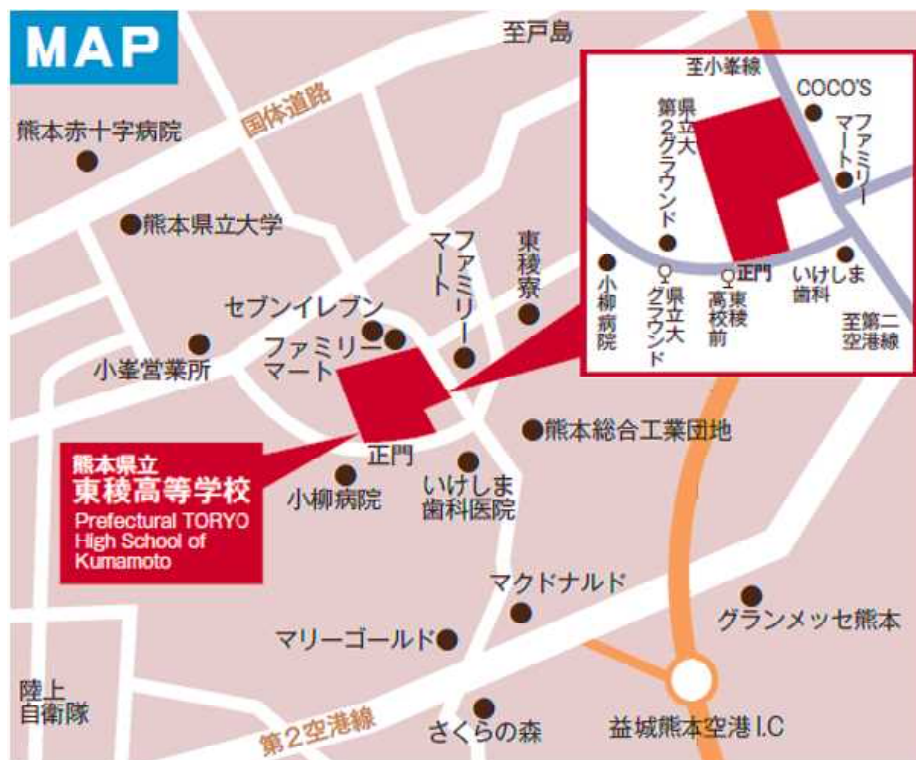 MAP
至戸島
国体道路
熊本赤十字病院
熊本県立大学
ファミリー
マート
東稜寮
セブンイレブン
ファミリー
マート
小峯営業所
正門
熊本総合工業団地
小柳病院
いけしま
歯科医院
熊本県立
東稜高等学校
Prefectural TORYO
High School of
Kumamoto
マクドナルド
グランメッセ熊本
マリーゴールド
陸上
自衛隊
第2空港線
さくらの森
益城熊本空港I.C
至小峯線
COCO'S
県立大
第2グラウンド
ファミリー
マート
正門
いけしま
歯科
小柳病院
県立大
グラウンド
東稜
高校前
至第二
空港線